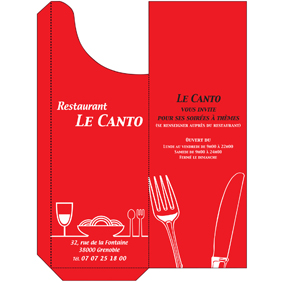 Restaurant
LE CANTO
32, rue de la Fontaine
38000 Grenoble
tél. 07 07 25 18 00
LE CANTO
VOUS INVITE
POUR SES SOIRÉES À THÈMES
(SE RENSEIGNER AUPRÈS DU RESTAURANT)
OUVERT DU
LUNDI AU VENDREDI DE 9H00 À 22H00
SAMEDI DE 9H00 À 24H00
FERMÉ LE DIMANCHE